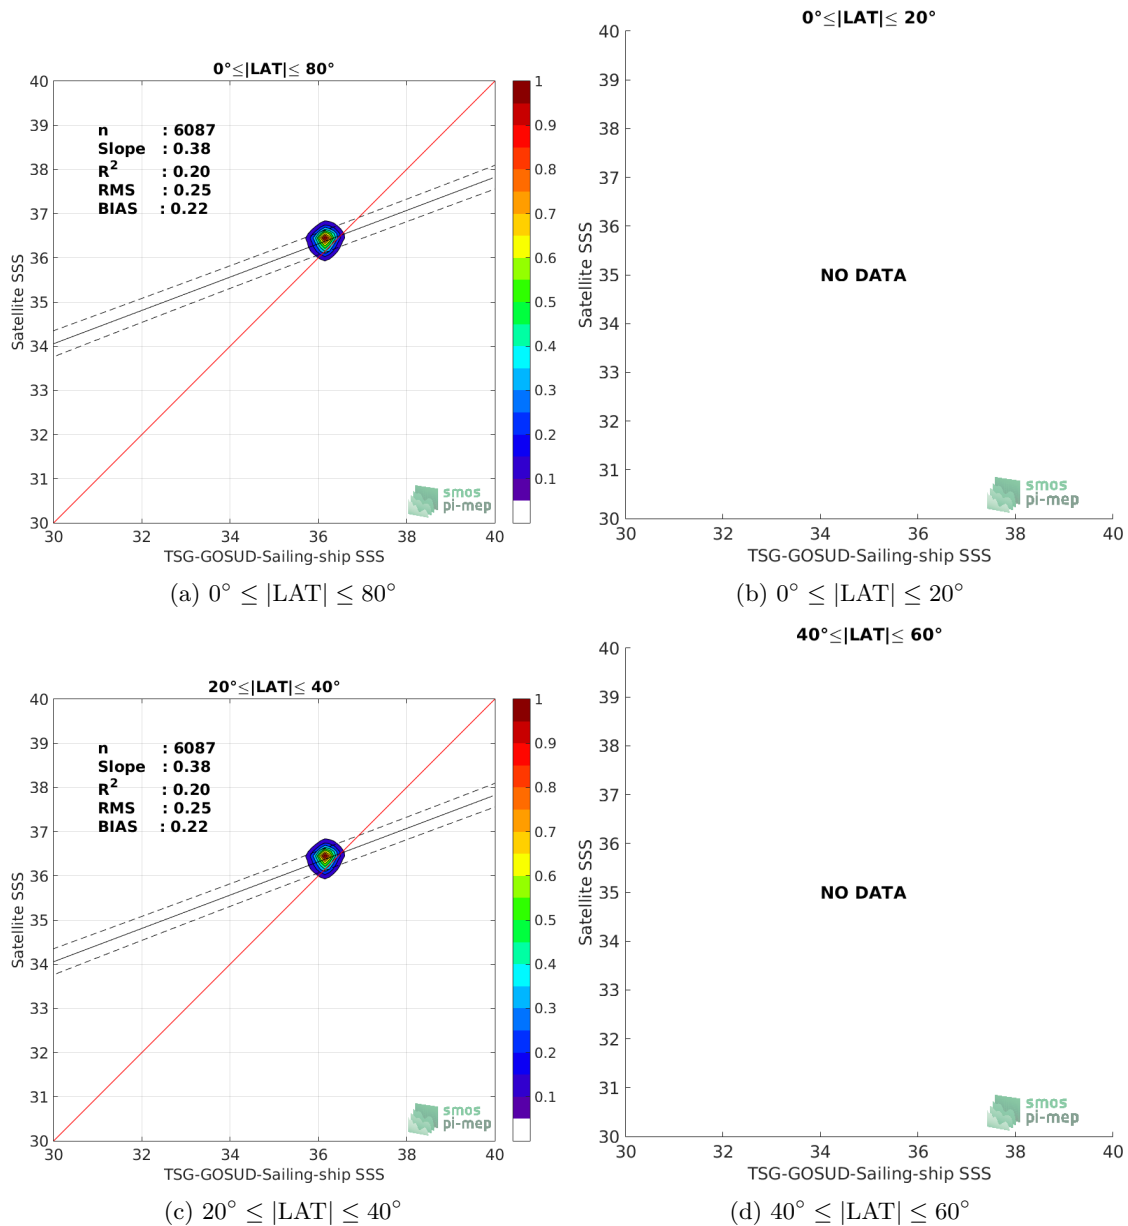 0°≤|LAT|≤ 80°
n : 6087
Slope : 0.38
R2 : 0.20
RMS : 0.25
BIAS : 0.22
40
39
38
37
36
35
34
33
32
31
30
Satellite SSS
30 32 34 36 38 40
TSG-GOSUD-Sailing-ship SSS
1
0.9
0.8
0.7
0.6
0.5
0.4
0.3
0.2
0.1
smos
pi-mep
(a) 0° ≤ |LAT| ≤ 80°
0°≤|LAT|≤ 20°
40
39
38
37
36
35
34
33
32
31
30
Satellite SSS
NO DATA
smos
pi-mep
30 32 34 36 38 40
TSG-GOSUD-Sailing-ship SSS
(b) 0° ≤ |LAT| ≤ 20°
20°≤|LAT|≤ 40°
n : 6087
Slope : 0.38
R2 : 0.20
RMS : 0.25
BIAS : 0.22
40
39
38
37
36
35
34
33
32
31
30
Satellite SSS
30 32 34 36 38 40
TSG-GOSUD-Sailing-ship SSS
1
0.9
0.8
0.7
0.6
0.5
0.4
0.3
0.2
0.1
smos
pi-mep
(c) 20° ≤ |LAT| ≤ 40°
40°≤|LAT|≤ 60°
40
39
38
37
36
35
34
33
32
31
30
Satellite SSS
NO DATA
smos
pi-mep
30 32 34 36 38 40
TSG-GOSUD-Sailing-ship SSS
(d) 40° ≤ |LAT| ≤ 60°